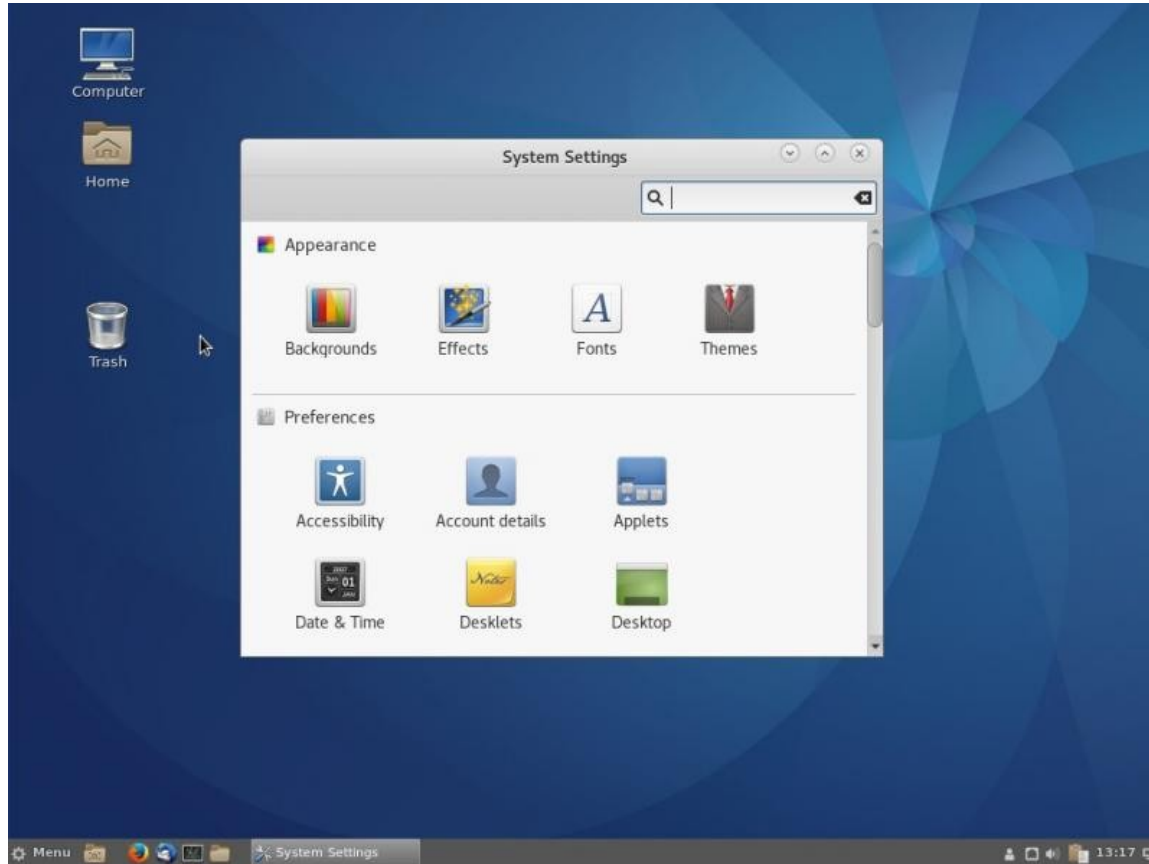 Computer
Home
Trash
System Settings
Appearance
Backgrounds Effects Fonts Themes
Preferences
Accessibility Account details Applets
Date & Time Desklets Desktop
Menu System Settings 13:17